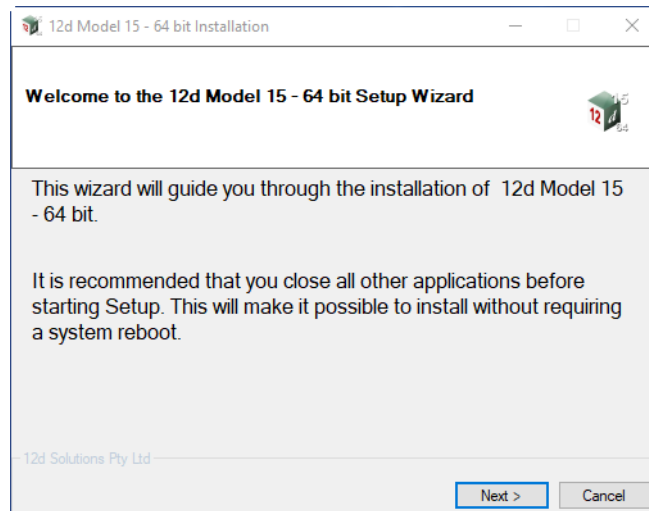 12d Model 15 - 64 bit Installation
Welcome to the 12d Model 15 - 64 bit Setup Wizard
15
12 d
64
This wizard will guide you through the installation of 12d Model 15
- 64 bit.
It is recommended that you close all other applications before
starting Setup. This will make it possible to install without requiring
a system reboot.
12d Solutions Pty Ltd
Next >
Cancel